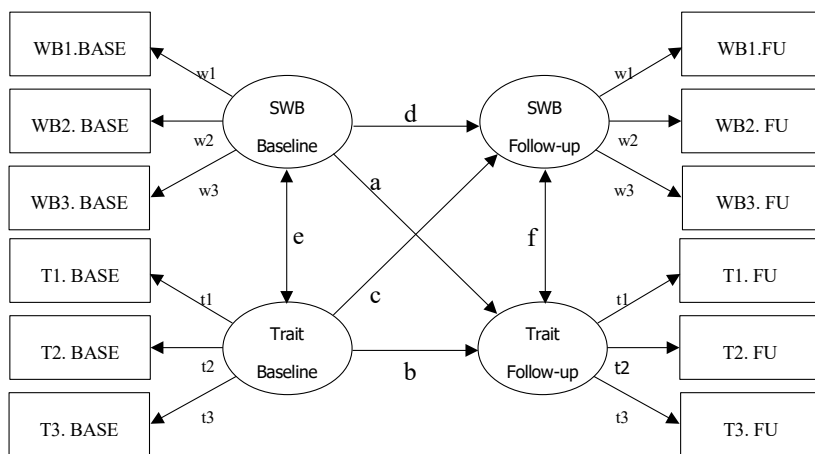 WB1.BASE
WB2. BASE
WB3. BASE
T1. BASE
T2. BASE
T3. BASE
w1
w2
w3
t1
t2
t3
SWB
Baseline
Trait
Baseline
d
a
e
c
b
f
SWB
Follow-up
Trait
Follow-up
w1
w2
w3
t1
t2
t3
WB1.FU
WB2. FU
WB3. FU
T1. FU
T2. FU
T3. FU